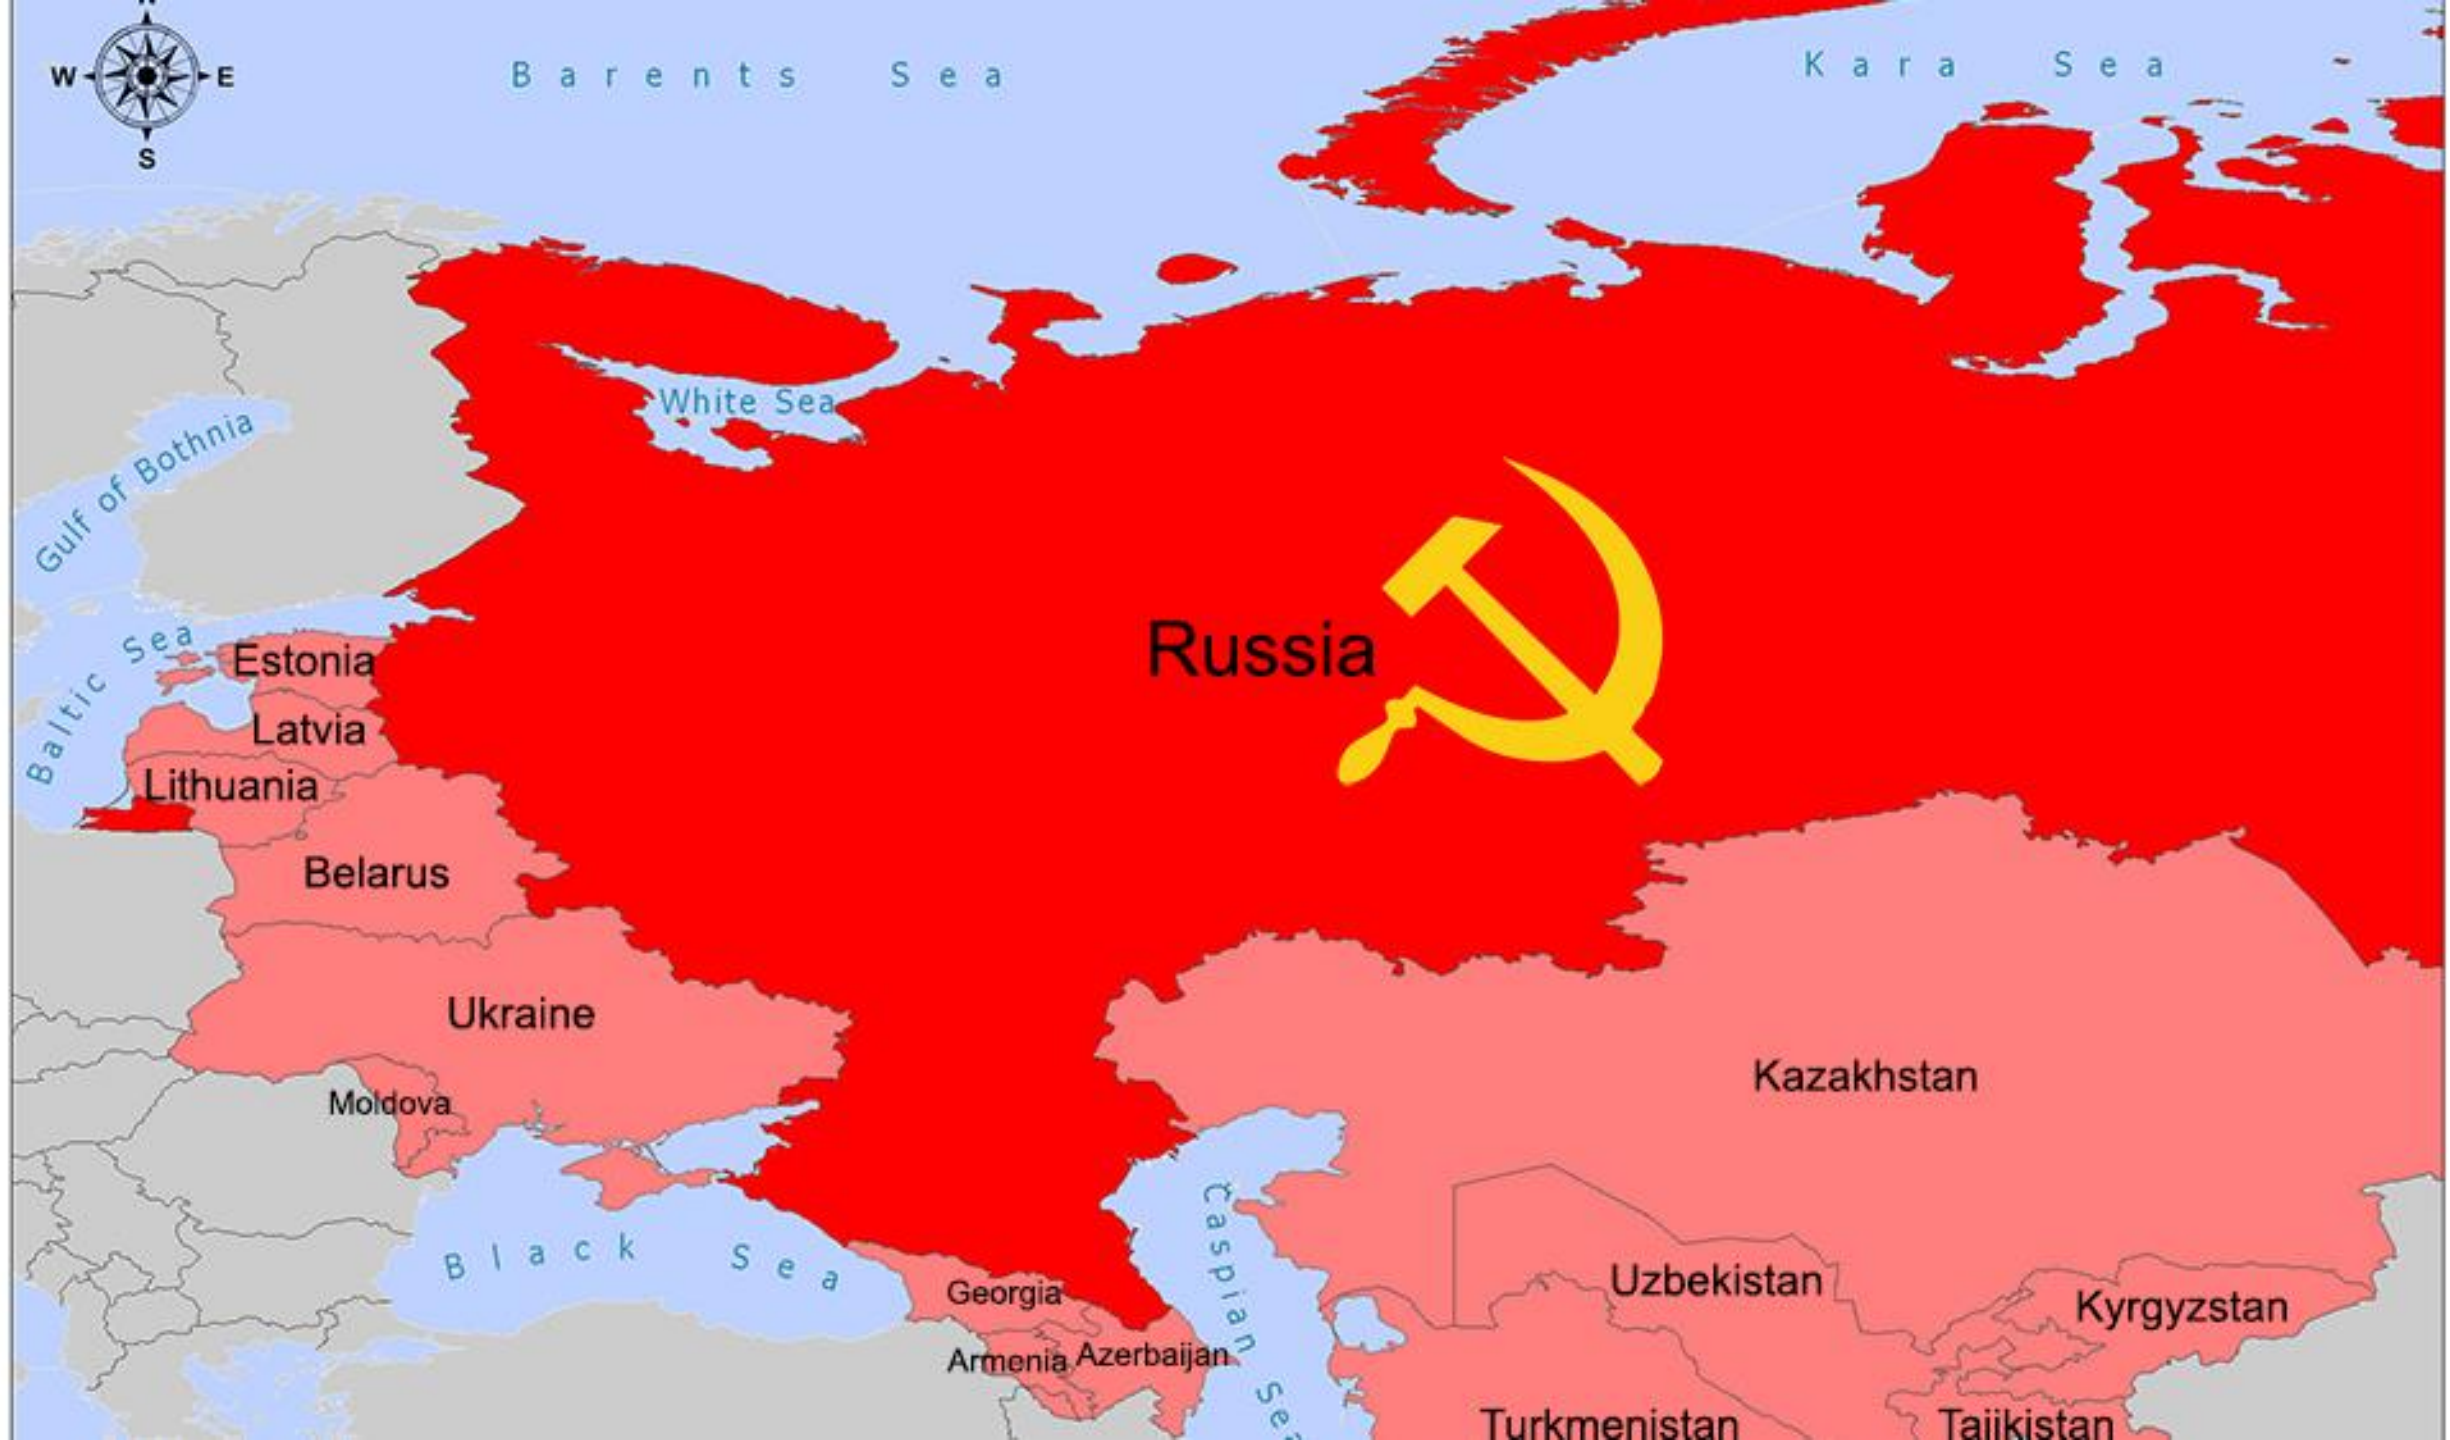 W
E
S
Barents Sea
Kara Sea
White Sea
Gulf of Bothnia
Baltic Sea
Russia
Estonia
Latvia
Lithuania
Belarus
Ukraine
Moldova
Kazakhstan
Black Sea
Caspian Sea
Georgia
Armenia
Azerbaijan
Uzbekistan
Kyrgyzstan
Turkmenistan
Tajikistan